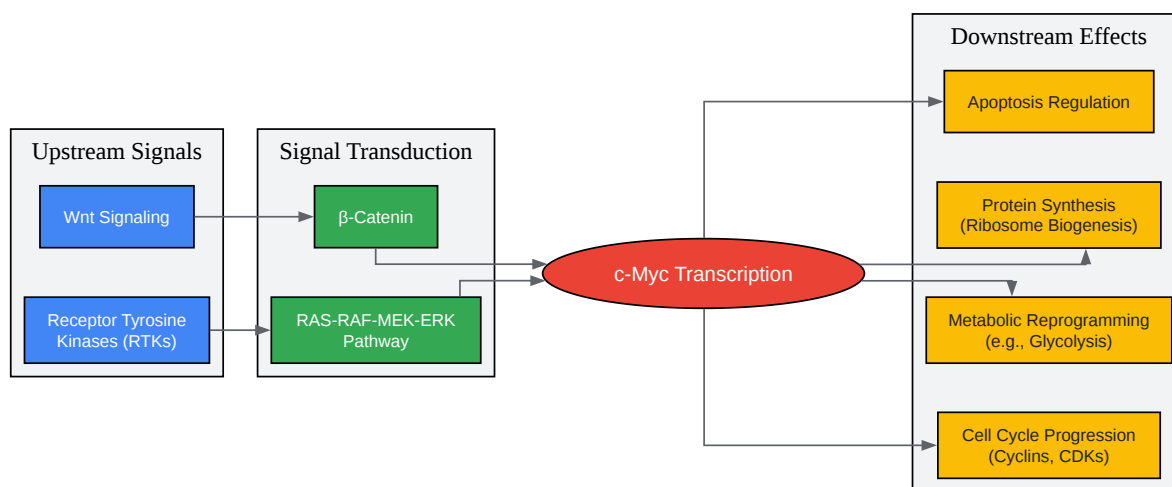 Upstream Signals
Wnt Signaling
Receptor Tyrosine
Kinases (RTKs)
Signal Transduction
β-Catenin
RAS-RAF-MEK-ERK
Pathway
c-Myc Transcription
Downstream Effects
Apoptosis Regulation
Protein Synthesis
(Ribosome Biogenesis)
Metabolic Reprogramming
(e.g., Glycolysis)
Cell Cycle Progression
(Cyclins, CDKs)